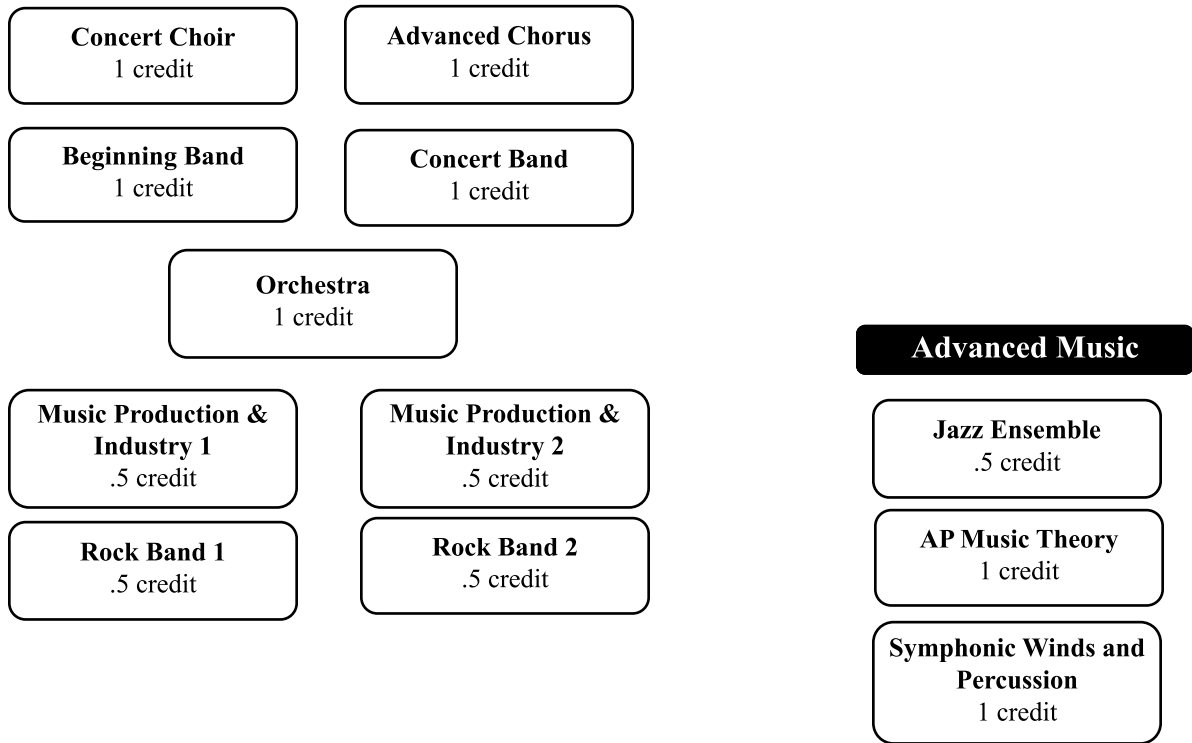 Concert Choir
1 credit
Advanced Chorus
1 credit
Beginning Band
1 credit
Concert Band
1 credit
Orchestra
1 credit
Music Production &
Industry 1
.5 credit
Music Production &
Industry 2
.5 credit
Rock Band 1
.5 credit
Rock Band 2
.5 credit
Advanced Music
Jazz Ensemble
.5 credit
AP Music Theory
1 credit
Symphonic Winds and
Percussion
1 credit